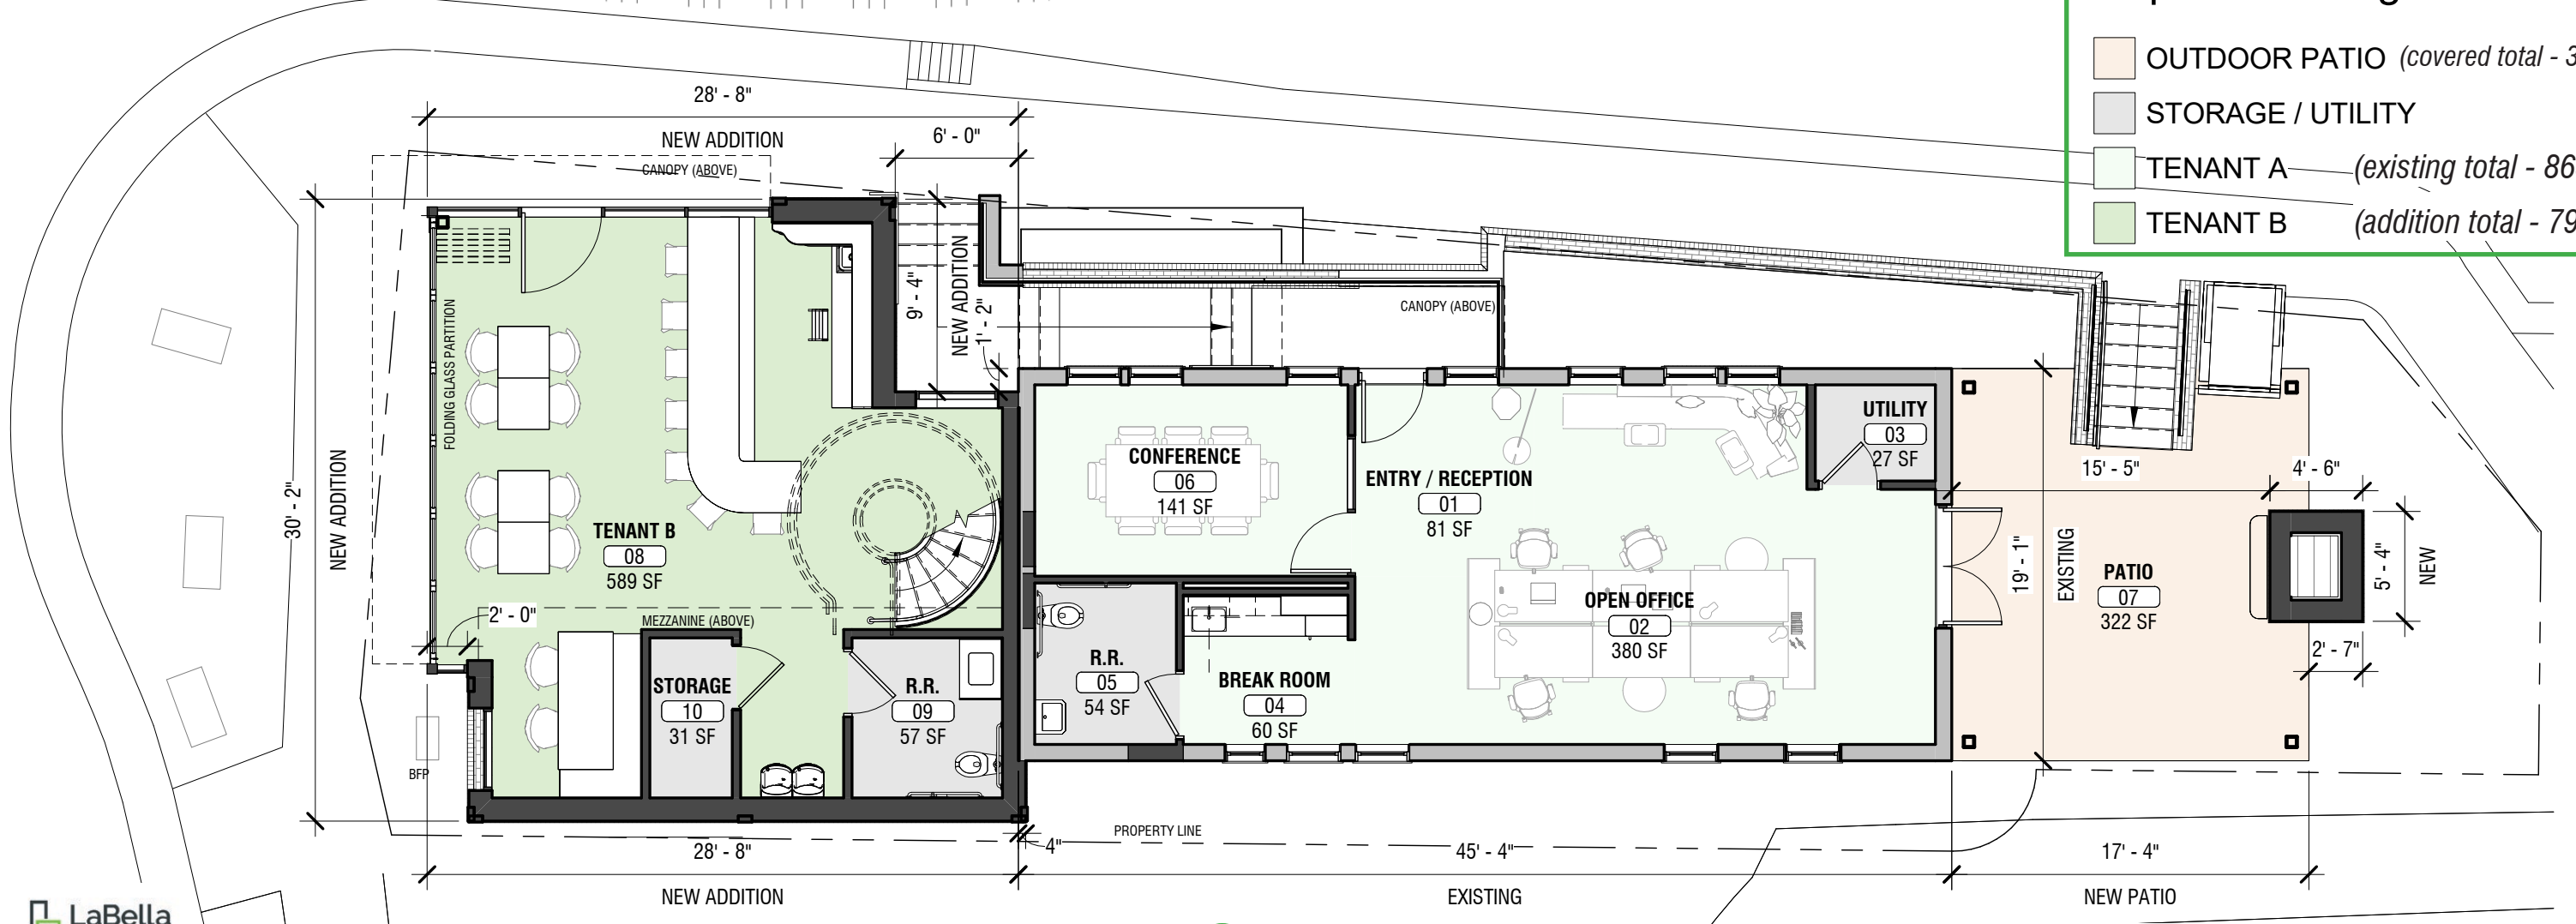 OUTDOOR PATIO (covered total - 3
STORAGE / UTILITY
TENANT A (existing total - 86
TENANT B (addition total - 79
28' - 8"
NEW ADDITION
6' - 0"
CANOPY (ABOVE)
30' - 2"
NEW ADDITION
FOLDING GLASS PARTITION
9' - 4"
NEW ADDITION
1' - 2"
CANOPY (ABOVE)
CONFERENCE
06
141 SF
ENTRY / RECEPTION
01
81 SF
UTILITY
03
27 SF
15' - 5"
4' - 6"
TENANT B
08
589 SF
2' - 0"
MEZZANINE (ABOVE)
OPEN OFFICE
02
380 SF
19' - 1"
EXISTING
PATIO
07
322 SF
5' - 4"
NEW
2' - 7"
STORAGE
10
31 SF
R.R.
09
57 SF
R.R.
05
54 SF
BREAK ROOM
04
60 SF
BFP
PROPERTY LINE
28' - 8"
NEW ADDITION
4"
45' - 4"
EXISTING
17' - 4"
NEW PATIO
LaBella